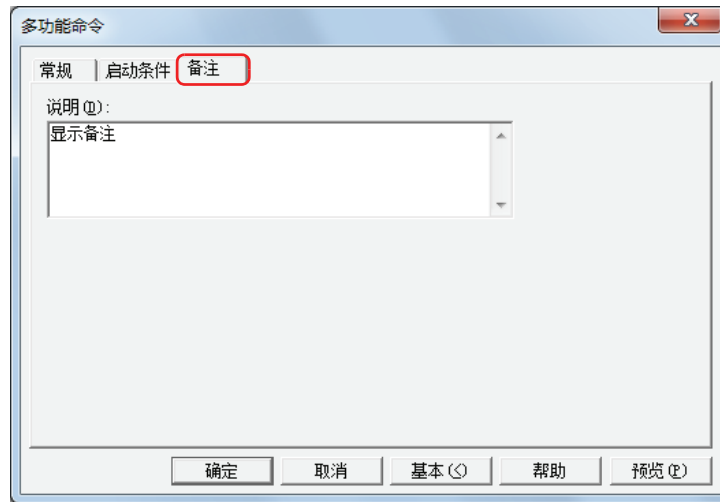 多功能命令
常规 启动条件 备注
说明(D):
显示备注
确定 取消 基本(<) 帮助 预览(P)